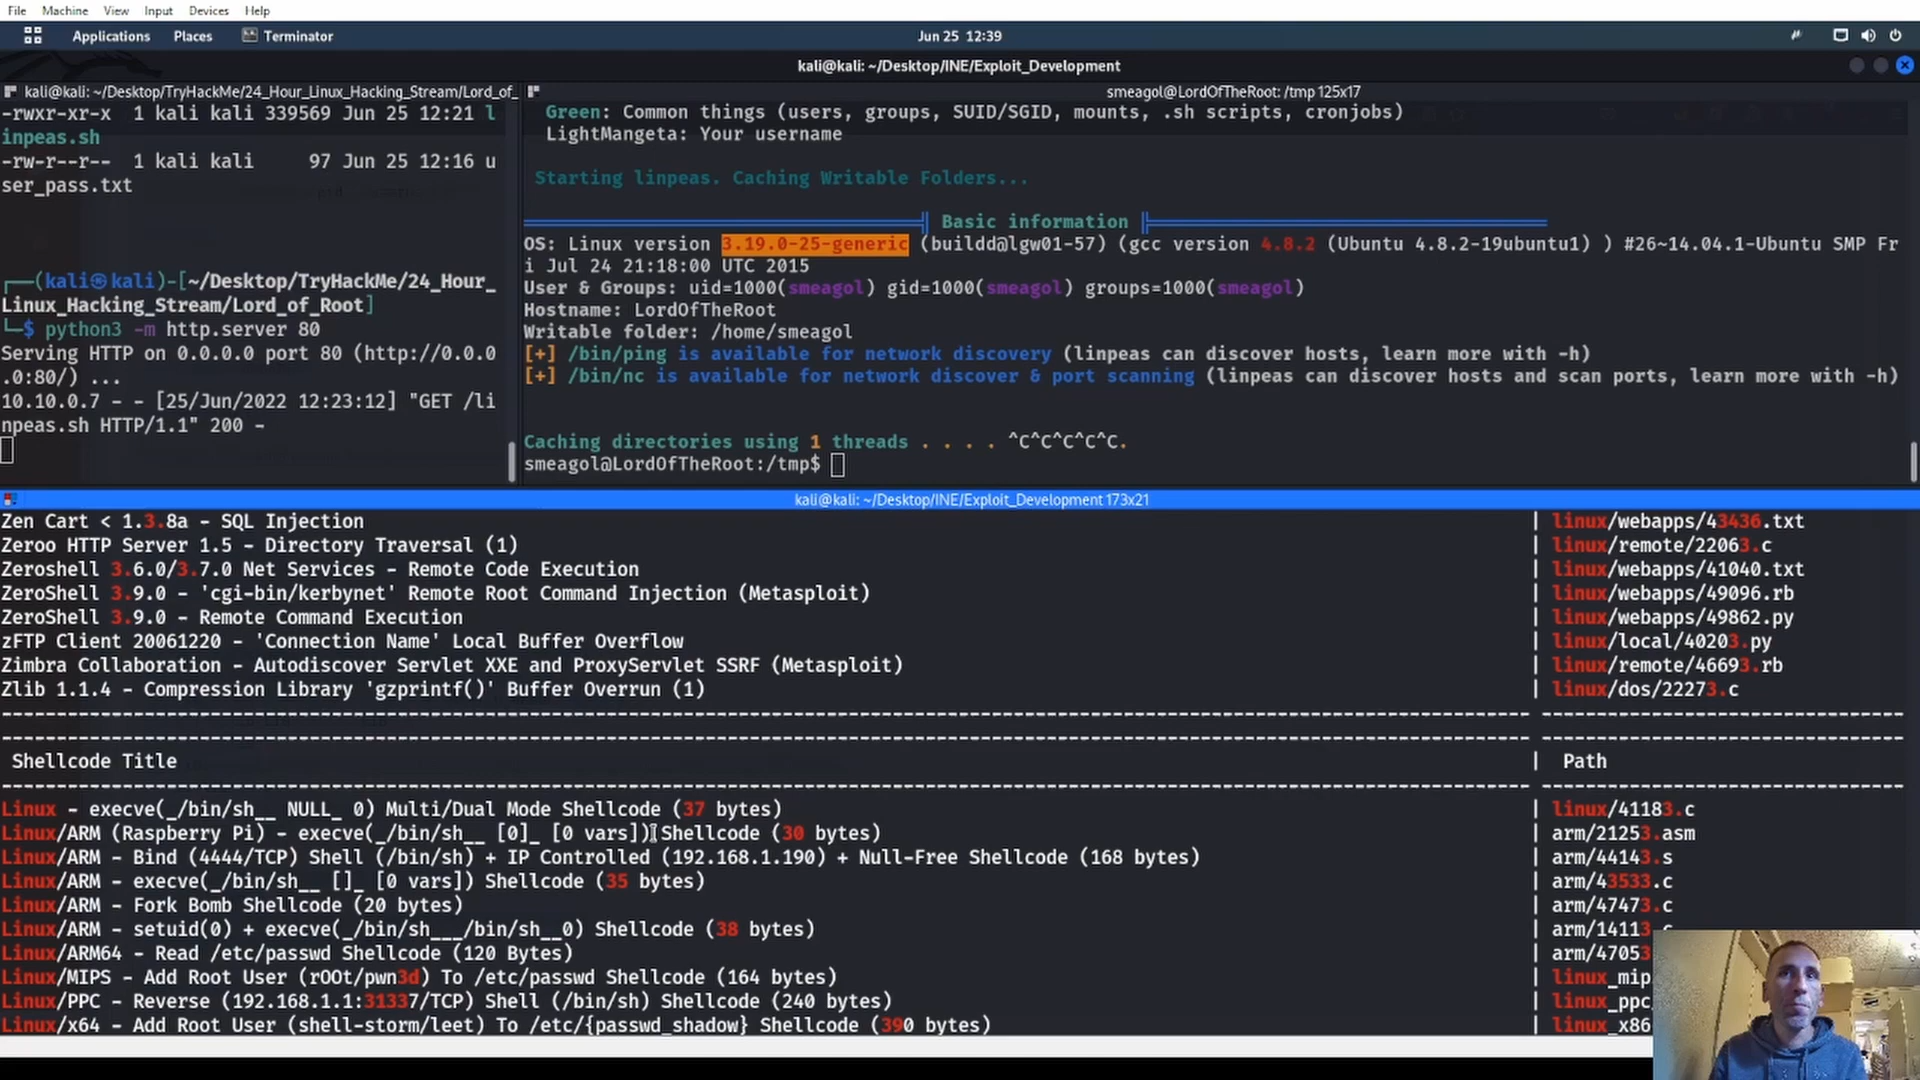 File Machine View Input Devices Help
Applications Places Terminator Jun 25 12:39
kali@kali: ~/Desktop/INE/Exploit_Development
kali@kali: ~/Desktop/TryHackMe/24_Hour_Linux_Hacking_Stream/Lord_of_
-rwxr-xr-x 1 kali kali 339569 Jun 25 12:21 l
inpeas.sh
-rw-r--r-- 1 kali kali 97 Jun 25 12:16 u
ser_pass.txt
┌──(kali㉿kali)-[~/Desktop/TryHackMe/24_Hour_
Linux_Hacking_Stream/Lord_of_Root]
└─$ python3 -m http.server 80
Serving HTTP on 0.0.0.0 port 80 (http://0.0.0
.0:80/) ...
10.10.0.7 - - [25/Jun/2022 12:23:12] "GET /li
npeas.sh HTTP/1.1" 200 -
smeagol@LordOfTheRoot: /tmp 125x17
Green: Common things (users, groups, SUID/SGID, mounts, .sh scripts, cronjobs)
LightMangeta: Your username
Starting linpeas. Caching Writable Folders...
Basic information
OS: Linux version 3.19.0-25-generic (buildd@lgw01-57) (gcc version 4.8.2 (Ubuntu 4.8.2-19ubuntu1) ) #26~14.04.1-Ubuntu SMP Fr
i Jul 24 21:18:00 UTC 2015
User & Groups: uid=1000(smeagol) gid=1000(smeagol) groups=1000(smeagol)
Hostname: LordOfTheRoot
Writable folder: /home/smeagol
[+] /bin/ping is available for network discovery (linpeas can discover hosts, learn more with -h)
[+] /bin/nc is available for network discover & port scanning (linpeas can discover hosts and scan ports, learn more with -h)
Caching directories using 1 threads . . . . ^C^C^C^C^C.
smeagol@LordOfTheRoot:/tmp$
kali@kali: ~/Desktop/INE/Exploit_Development 173x21
Zen Cart < 1.3.8a - SQL Injection | linux/webapps/43436.txt
Zeroo HTTP Server 1.5 - Directory Traversal (1) | linux/remote/22063.c
Zeroshell 3.6.0/3.7.0 Net Services - Remote Code Execution | linux/webapps/41040.txt
ZeroShell 3.9.0 - 'cgi-bin/kerbynet' Remote Root Command Injection (Metasploit) | linux/webapps/49096.rb
ZeroShell 3.9.0 - Remote Command Execution | linux/webapps/49862.py
zFTP Client 20061220 - 'Connection Name' Local Buffer Overflow | linux/local/40203.py
Zimbra Collaboration - Autodiscover Servlet XXE and ProxyServlet SSRF (Metasploit) | linux/remote/46693.rb
Zlib 1.1.4 - Compression Library 'gzprintf()' Buffer Overrun (1) | linux/dos/22273.c
Shellcode Title | Path
Linux - execve(_/bin/sh__ NULL_ 0) Multi/Dual Mode Shellcode (37 bytes) | linux/41183.c
Linux/ARM (Raspberry Pi) - execve(_/bin/sh__ [0]_ [0 vars]) Shellcode (30 bytes) | arm/21253.asm
Linux/ARM - Bind (4444/TCP) Shell (/bin/sh) + IP Controlled (192.168.1.190) + Null-Free Shellcode (168 bytes) | arm/44143.s
Linux/ARM - execve(_/bin/sh__ []_ [0 vars]) Shellcode (35 bytes) | arm/43533.c
Linux/ARM - Fork Bomb Shellcode (20 bytes) | arm/47473.c
Linux/ARM - setuid(0) + execve(_/bin/sh___/bin/sh__0) Shellcode (38 bytes) | arm/14113.c
Linux/ARM64 - Read /etc/passwd Shellcode (120 Bytes) | arm/47053
Linux/MIPS - Add Root User (rOOt/pwn3d) To /etc/passwd Shellcode (164 bytes) | linux_mip
Linux/PPC - Reverse (192.168.1.1:31337/TCP) Shell (/bin/sh) Shellcode (240 bytes) | linux_ppc
Linux/x64 - Add Root User (shell-storm/leet) To /etc/{passwd_shadow} Shellcode (390 bytes) | linux_x86